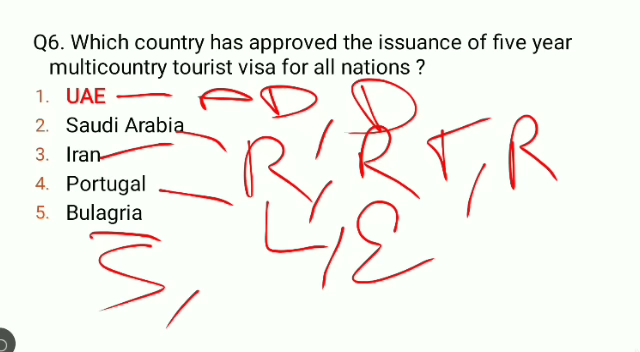 Q6. Which country has approved the issuance of five year
multicountry tourist visa for all nations ?
1. UAE — AD, D
2. Saudi Arabia R, R
3. Iran T, R
4. Portugal L, E
5. Bulagria
S,